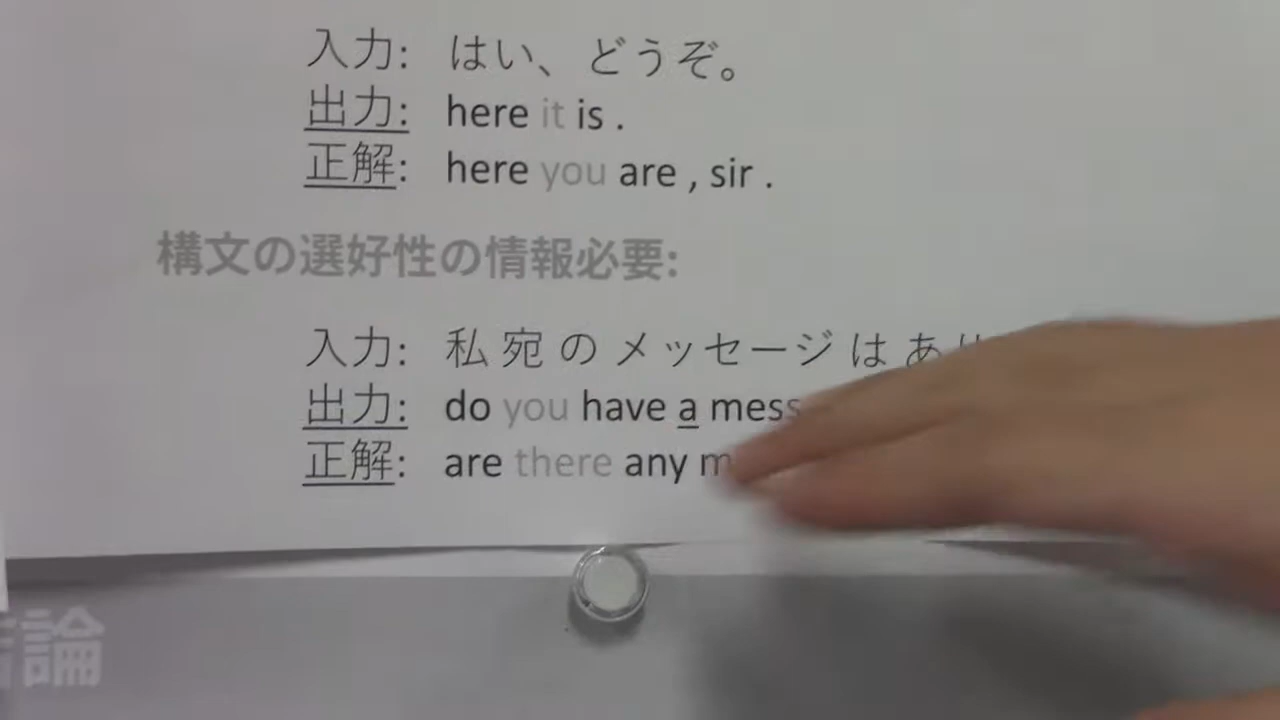 入力: はい、どうぞ。
出力: here it is .
正解: here you are , sir .
構文の選好性の情報必要:
入力: 私 宛 の メッセージ は あり
出力: do you have a mess
正解: are there any m
論